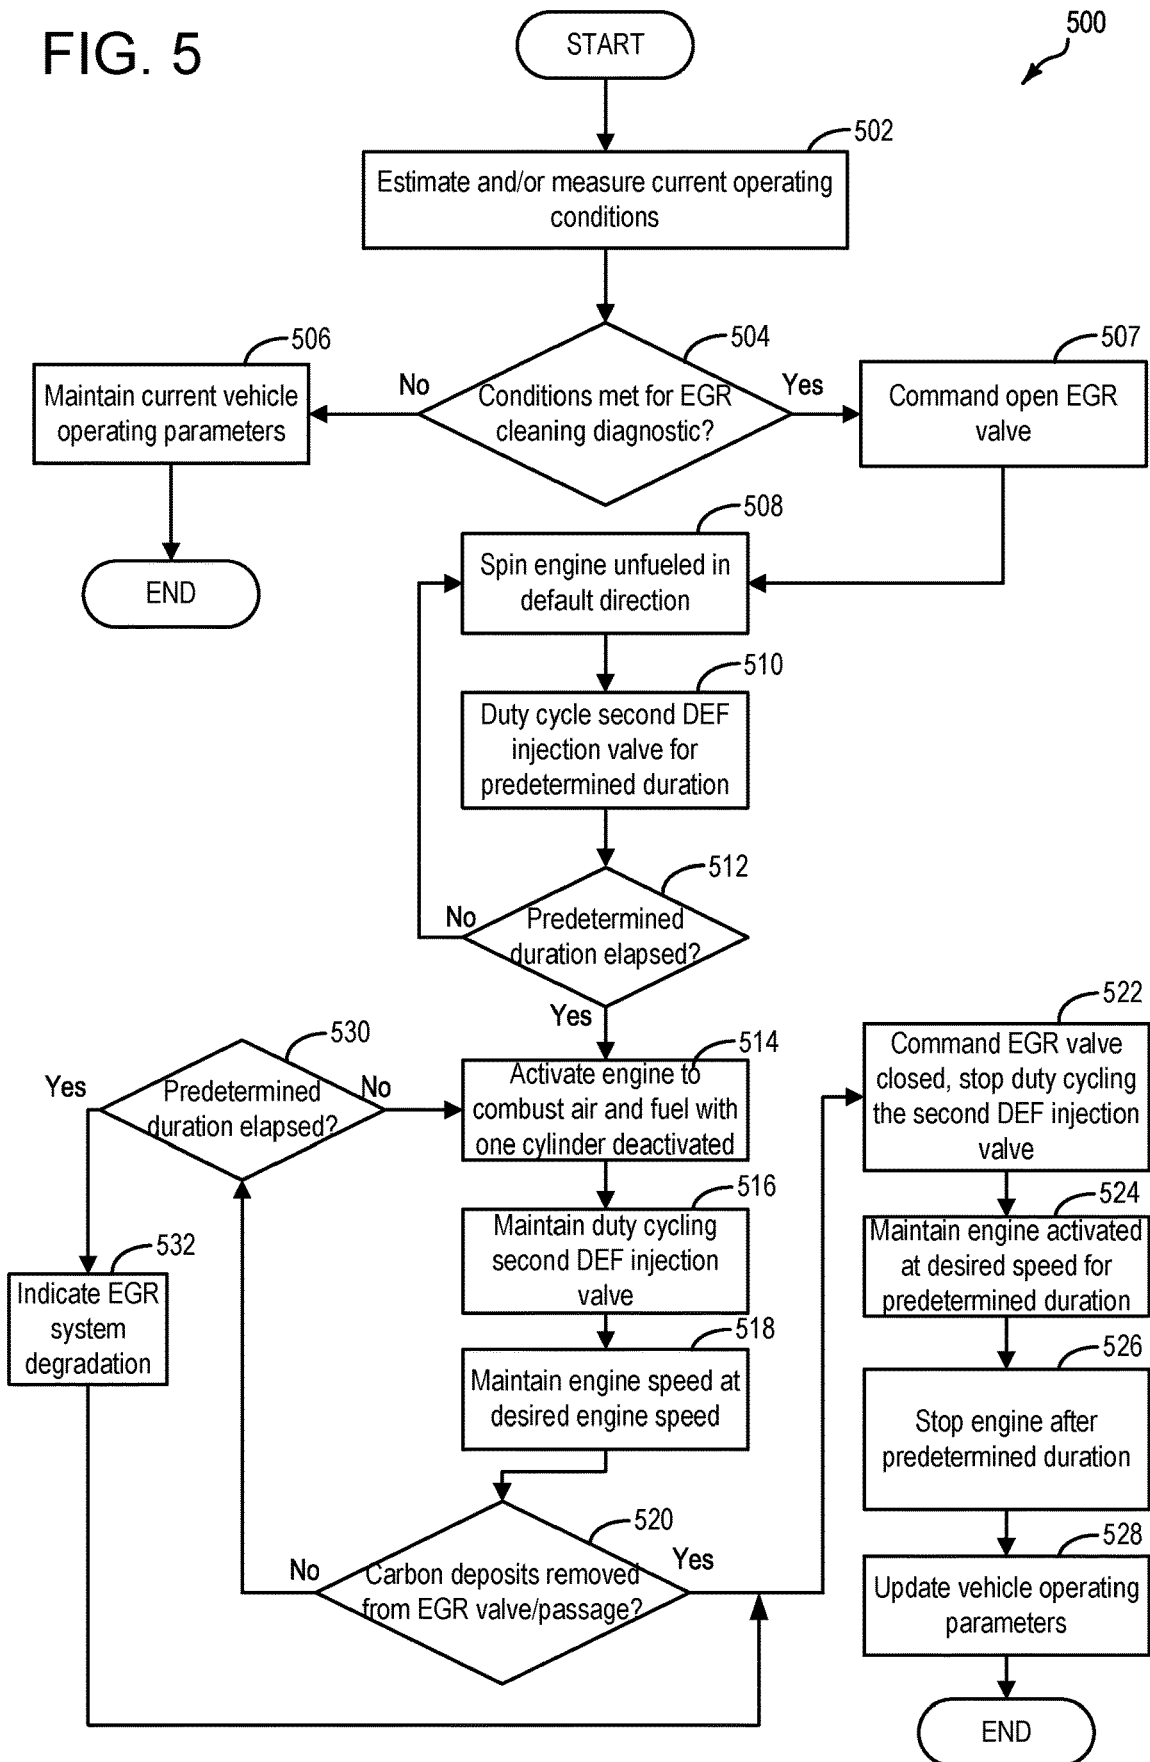 FIG. 5
START
500
502
Estimate and/or measure current operating
conditions
504
Conditions met for EGR
cleaning diagnostic?
No
Yes
506
Maintain current vehicle
operating parameters
END
507
Command open EGR
valve
508
Spin engine unfueled in
default direction
510
Duty cycle second DEF
injection valve for
predetermined duration
512
Predetermined
duration elapsed?
No
Yes
514
Activate engine to
combust air and fuel with
one cylinder deactivated
516
Maintain duty cycling
second DEF injection
valve
518
Maintain engine speed at
desired engine speed
520
Carbon deposits removed
from EGR valve/passage?
No
Yes
530
Predetermined
duration elapsed?
Yes
No
532
Indicate EGR
system
degradation
522
Command EGR valve
closed, stop duty cycling
the second DEF injection
valve
524
Maintain engine activated
at desired speed for
predetermined duration
526
Stop engine after
predetermined duration
528
Update vehicle operating
parameters
END